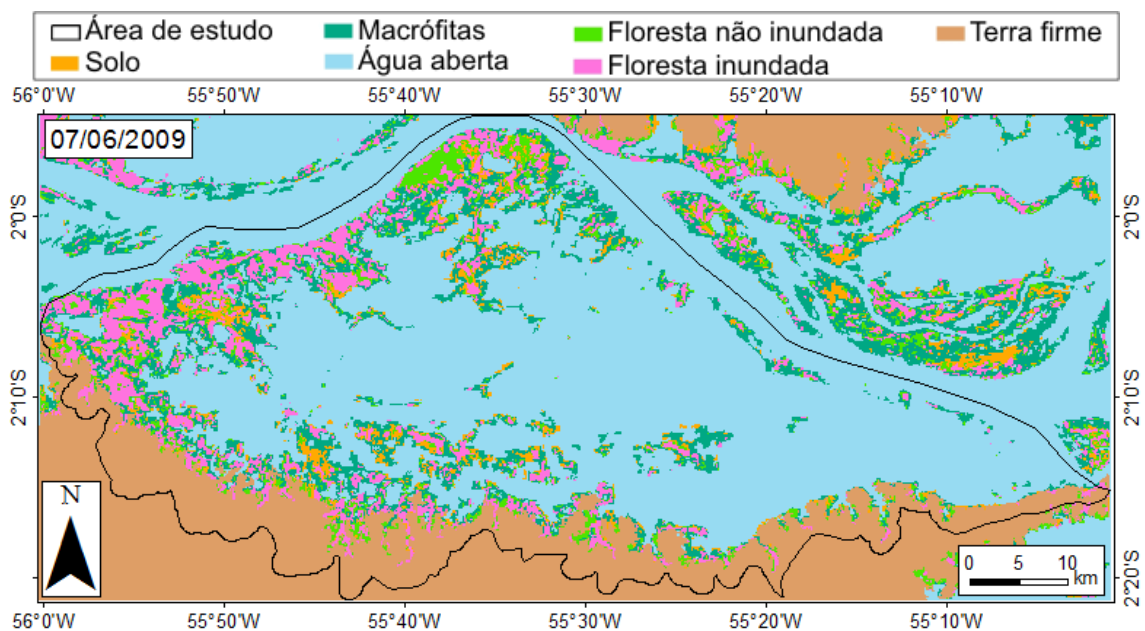 Área de estudo Macrófitas Floresta não inundada Terra firme
Solo Água aberta Floresta inundada
56°0'W 55°50'W 55°40'W 55°30'W 55°20'W 55°10'W
07/06/2009
2°0'S 2°0'S
2°10'S 2°10'S
N
0 5 10
km
2°20'S
56°0'W 55°50'W 55°40'W 55°30'W 55°20'W 55°10'W